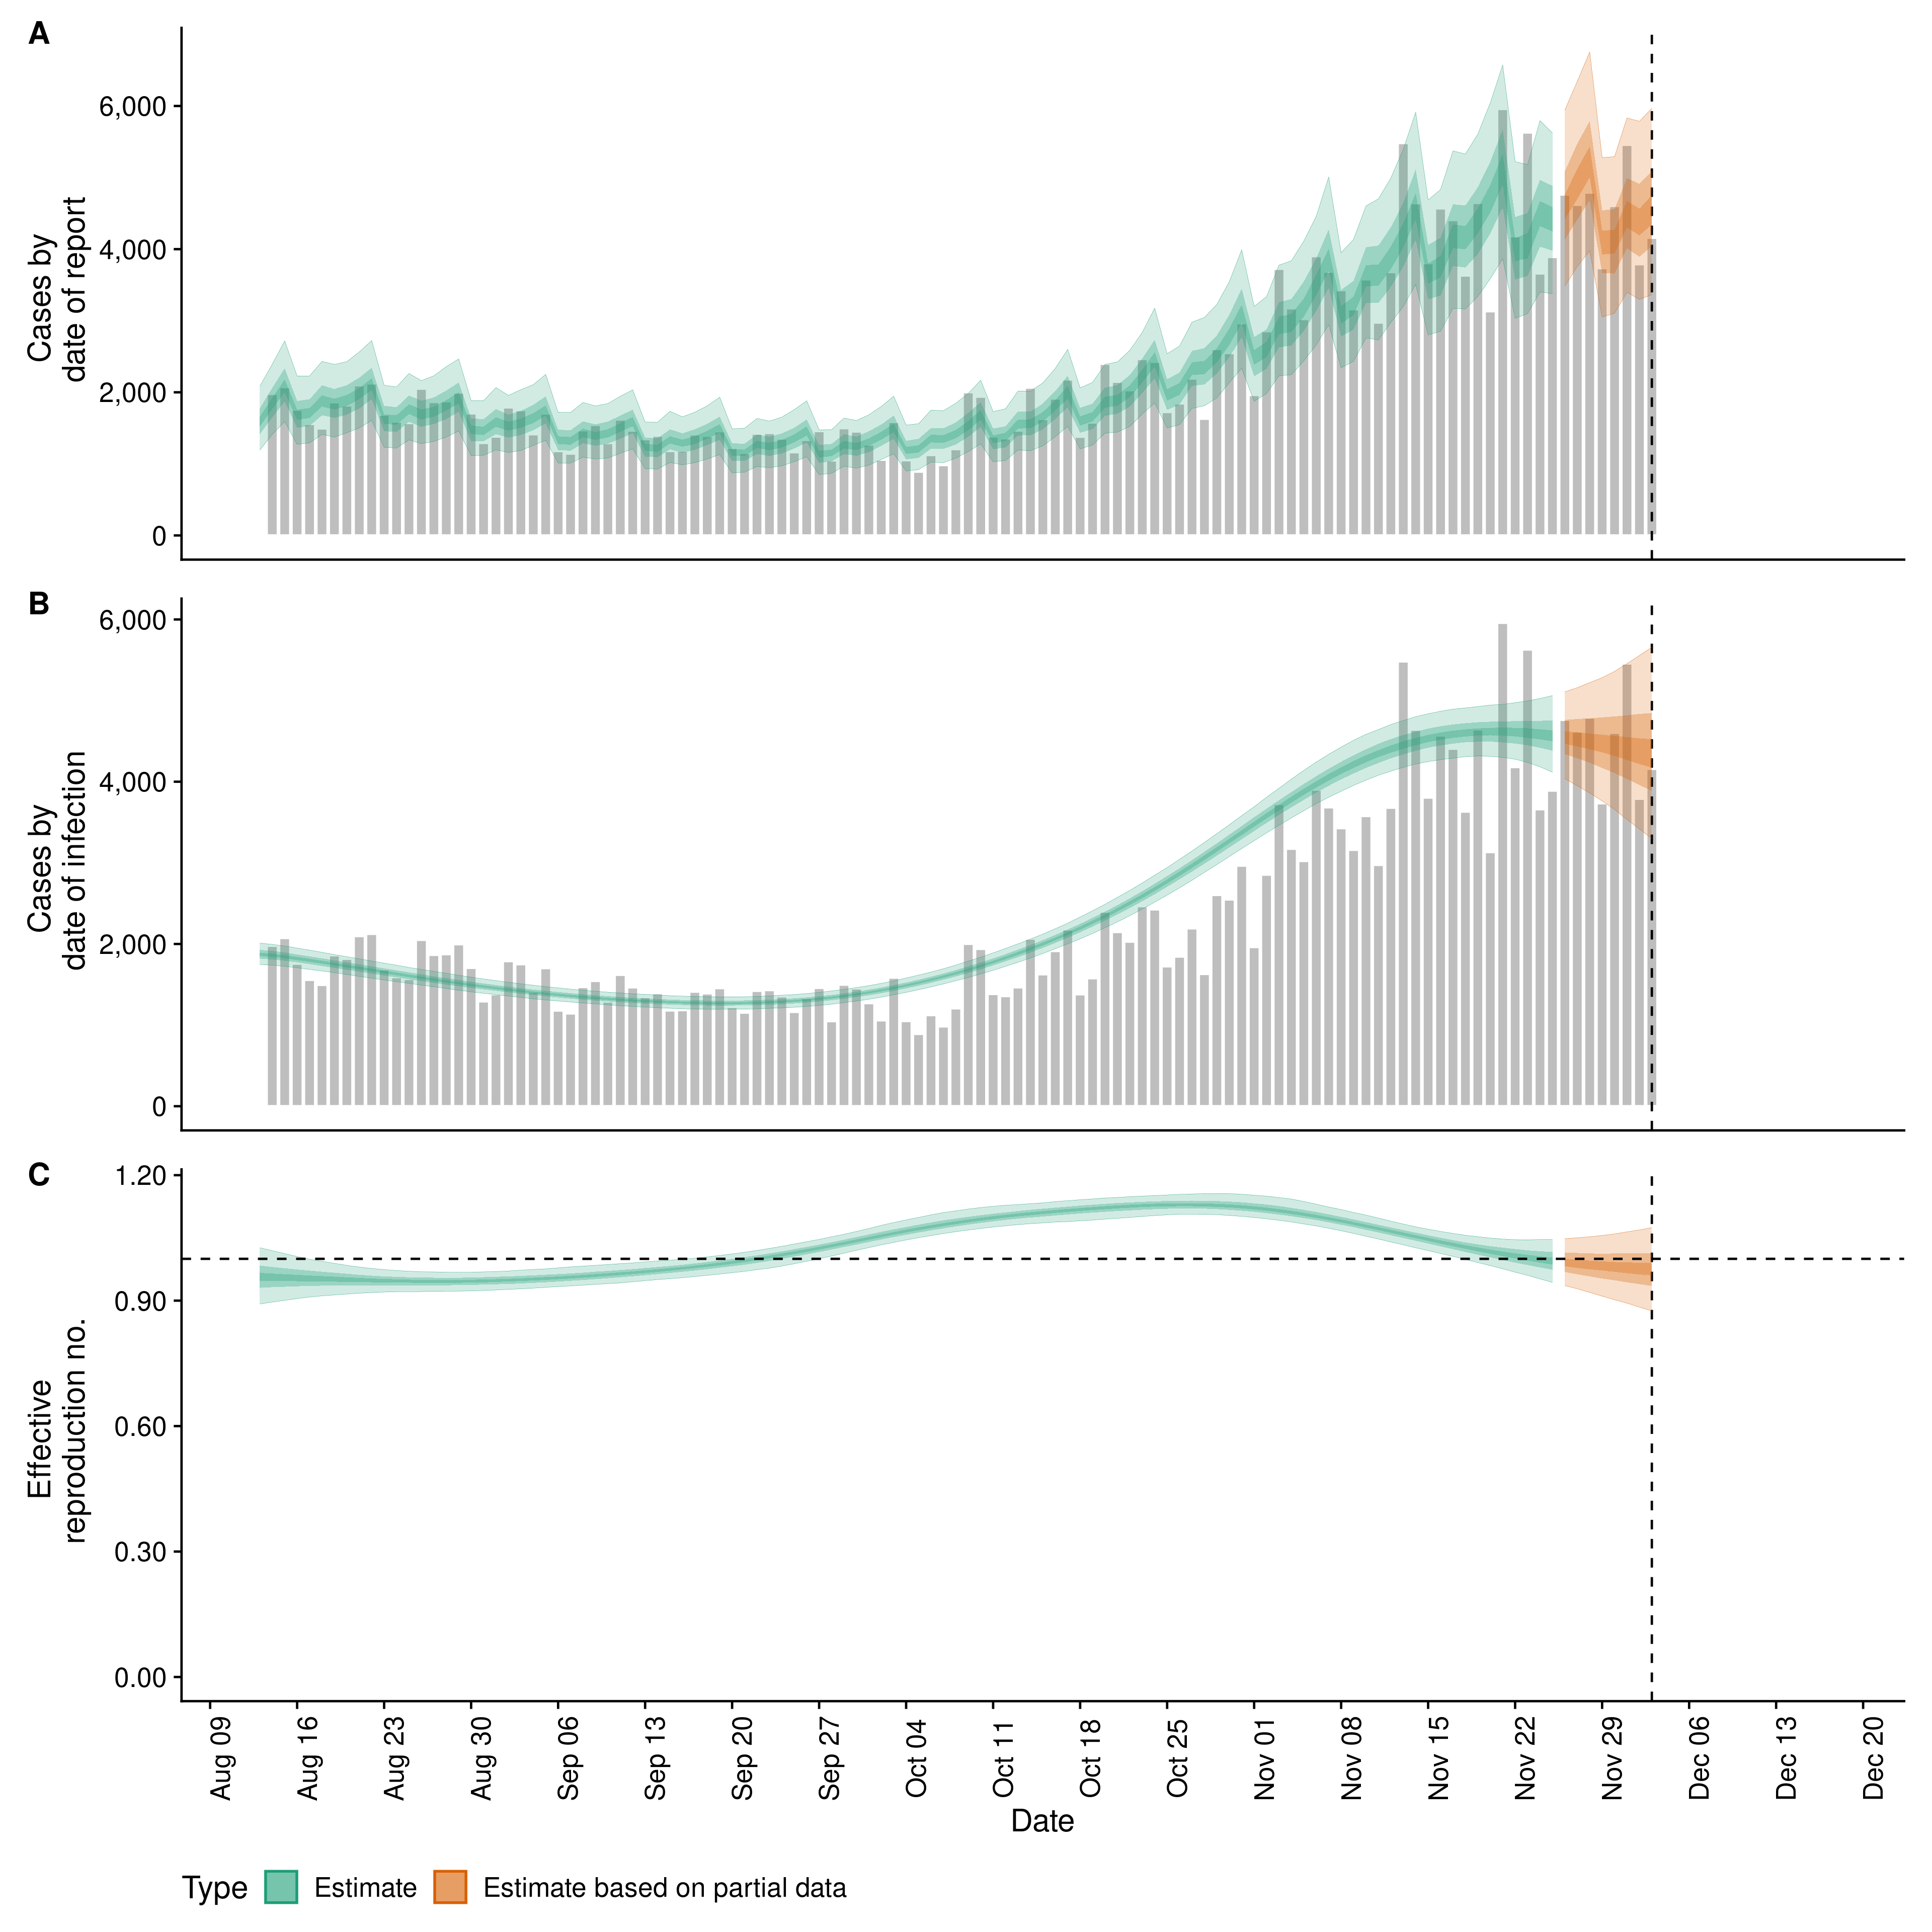 A
Cases by
date of report
6,000
4,000
2,000
0
B
Cases by
date of infection
6,000
4,000
2,000
0
C
Effective
reproduction no.
1.20
0.90
0.60
0.30
0.00
Aug 09
Aug 16
Aug 23
Aug 30
Sep 06
Sep 13
Sep 20
Sep 27
Oct 04
Oct 11
Oct 18
Oct 25
Nov 01
Nov 08
Nov 15
Nov 22
Nov 29
Dec 06
Dec 13
Dec 20
Date
Type Estimate Estimate based on partial data